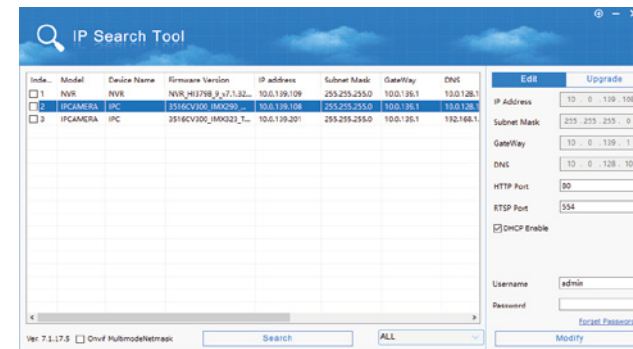 IP Search Tool
Inde... Model Device Name Firmware Version IP address Subnet Mask GateWay DNS
1 NVR NVR NVR_HI3798_9_v7.1.32... 10.0.139.109 255.255.255.0 10.0.139.1 10.0.128.1
2 IPCAMERA IPC 3516CV300_IMX290_... 10.0.139.108 255.255.255.0 10.0.139.1 10.0.128.1
3 IPCAMERA IPC 3516CV300_IMX323_T... 10.0.139.201 255.255.255.0 10.0.139.1 192.168.1.
Edit Upgrade
IP Address 10 . 0 . 139 . 108
Subnet Mask 255 . 255 . 255 . 0
GateWay 10 . 0 . 139 . 1
DNS 10 . 0 . 128 . 10
HTTP Port 80
RTSP Port 554
DHCP Enable
Username admin
Password
Forget Password
Ver. 7.1.17.5 Onvif MultimodeNetmask Search ALL Modify